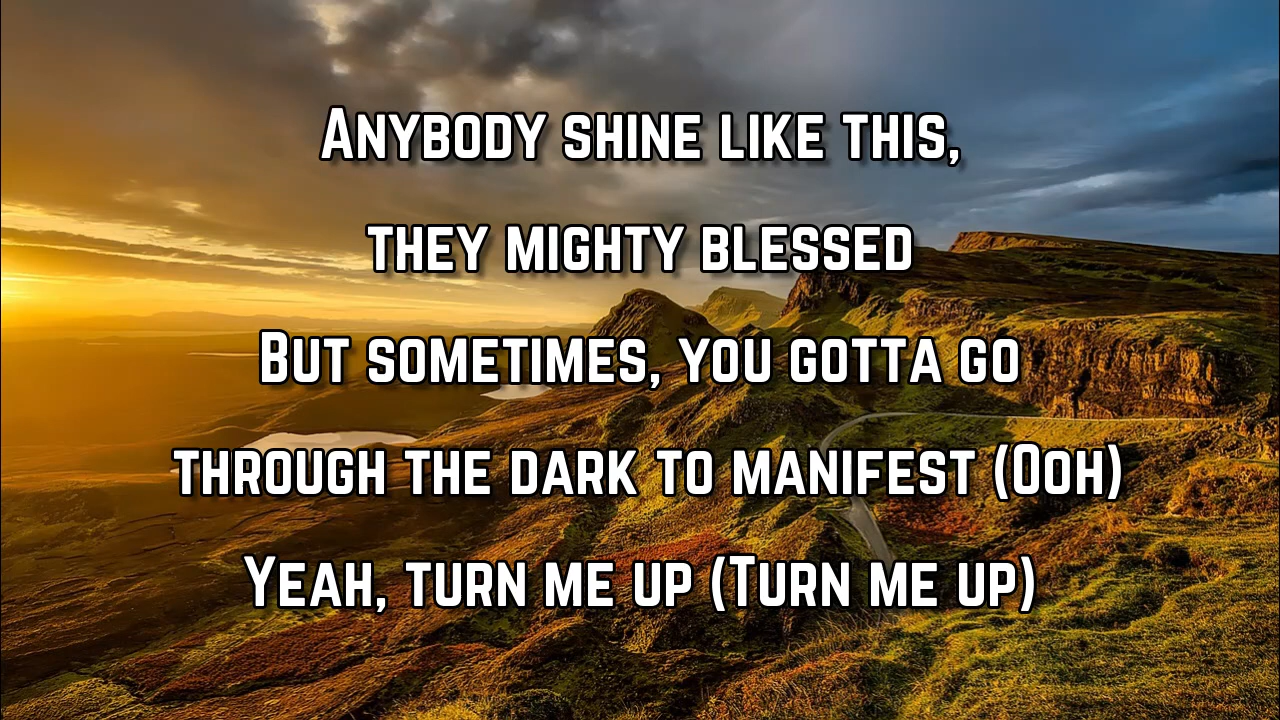 Anybody shine like this,
they mighty blessed
But sometimes, you gotta go
through the dark to manifest (Ooh)
Yeah, turn me up (Turn me up)